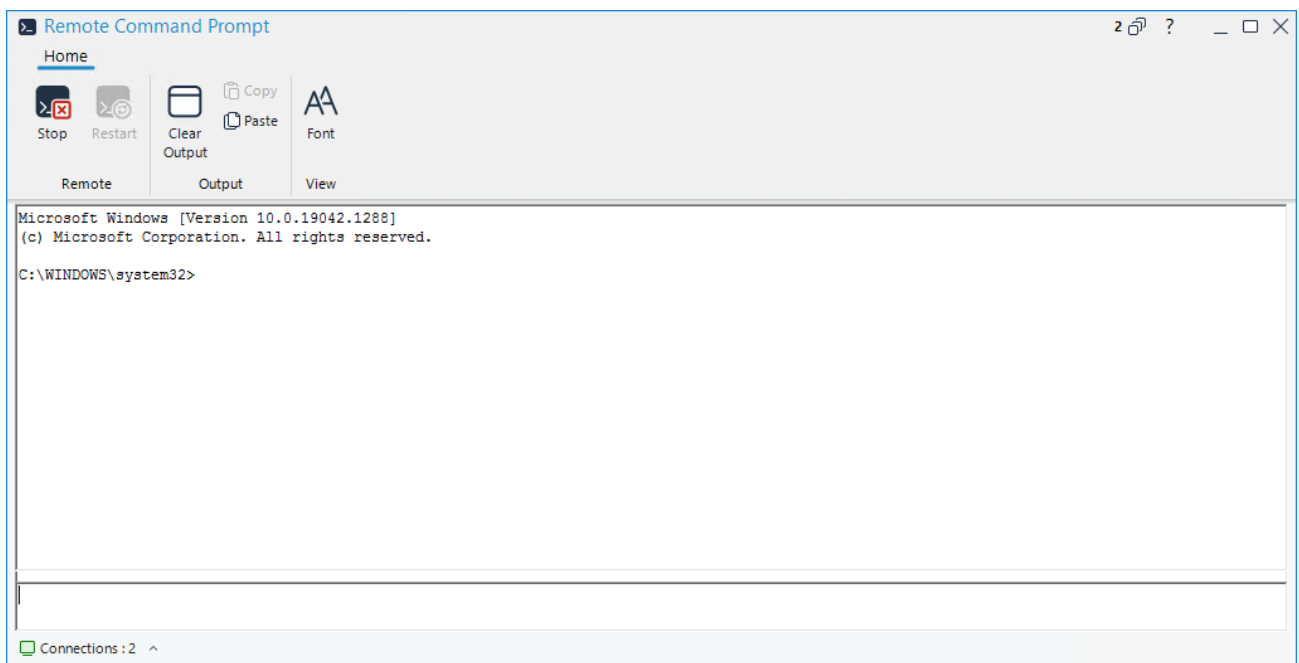 Remote Command Prompt
2 ?
Home
Stop
Restart
Clear
Output
Copy
Paste
Font
Remote
Output
View
Microsoft Windows [Version 10.0.19042.1288]
(c) Microsoft Corporation. All rights reserved.
C:\WINDOWS\system32>
Connections : 2